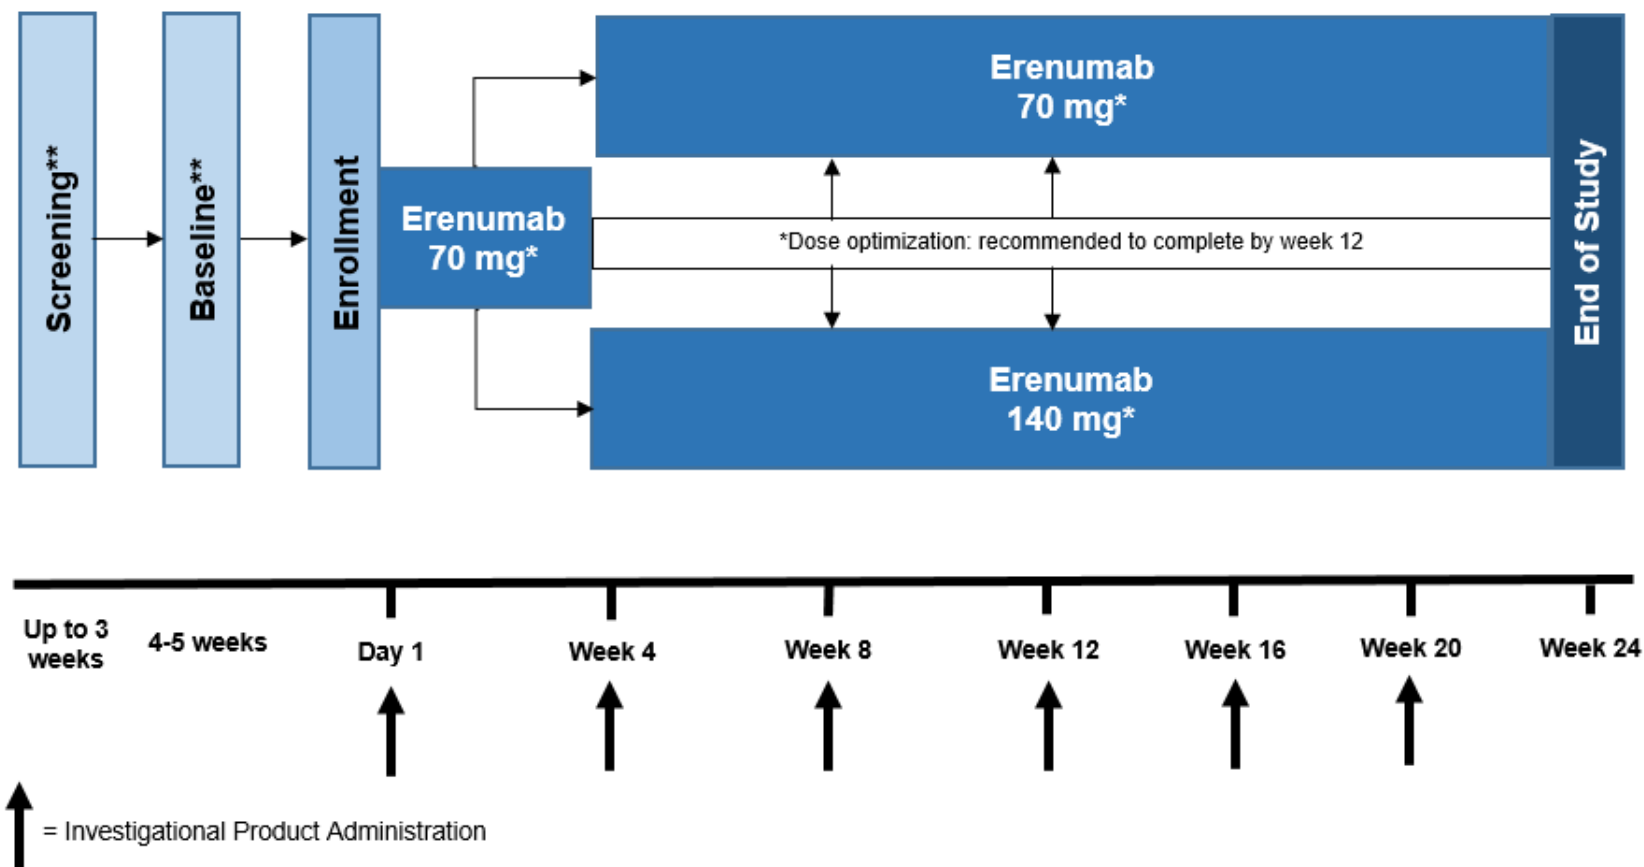 Screening**
Baseline**
Enrollment
Erenumab
70 mg*
Erenumab
70 mg*
*Dose optimization: recommended to complete by week 12
Erenumab
140 mg*
End of Study
Up to 3
weeks
4-5 weeks
Day 1
Week 4
Week 8
Week 12
Week 16
Week 20
Week 24
= Investigational Product Administration